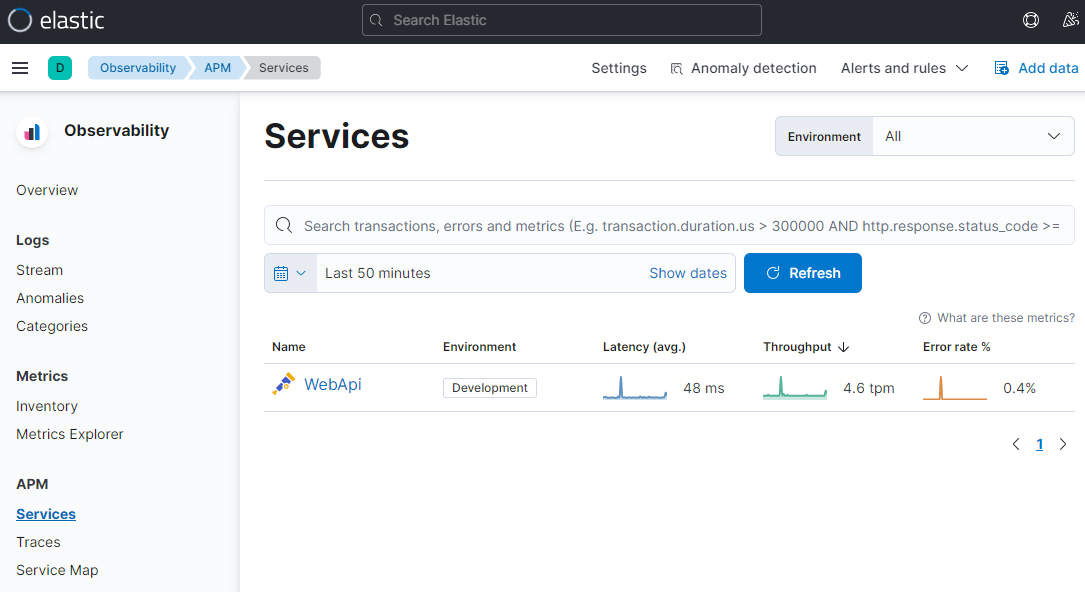 elastic
Search Elastic
D
Observability
APM
Services
Settings
Anomaly detection
Alerts and rules
Add data
Observability
Overview
Logs
Stream
Anomalies
Categories
Metrics
Inventory
Metrics Explorer
APM
Services
Traces
Service Map
Services
Environment
All
Search transactions, errors and metrics (E.g. transaction.duration.us > 300000 AND http.response.status_code >=
Last 50 minutes
Show dates
Refresh
What are these metrics?
Name
Environment
Latency (avg.)
Throughput
Error rate %
WebApi
Development
48 ms
4.6 tpm
0.4%
1